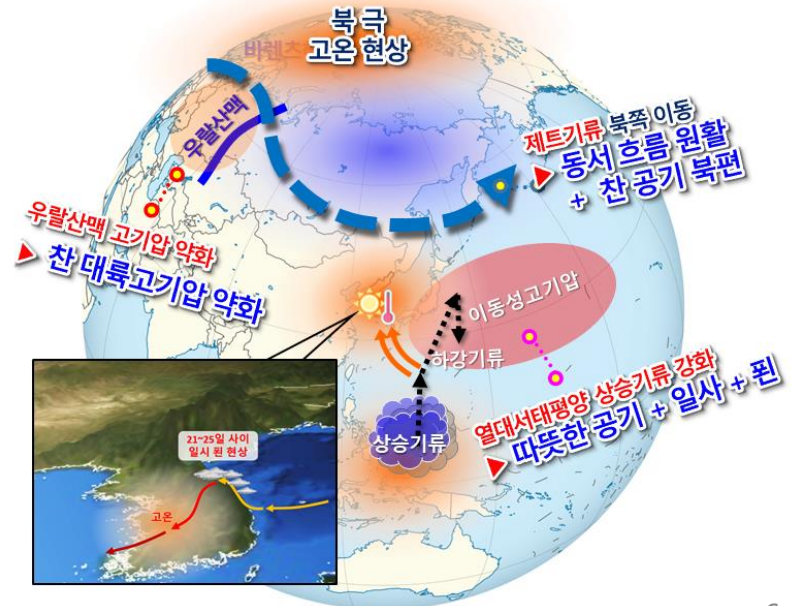 북 극
바렌츠
고온 현상
우랄산맥
제트기류 북쪽 이동
▶ 동서 흐름 원활
+ 찬 공기 북편
우랄산맥 고기압 약화
▶ 찬 대륙고기압 약화
이동성고기압
하강기류
상승기류
열대서태평양 상승기류 강화
▶ 따뜻한 공기 + 일사 + 푄
21~25일 사이
일시 푄 현상
고온